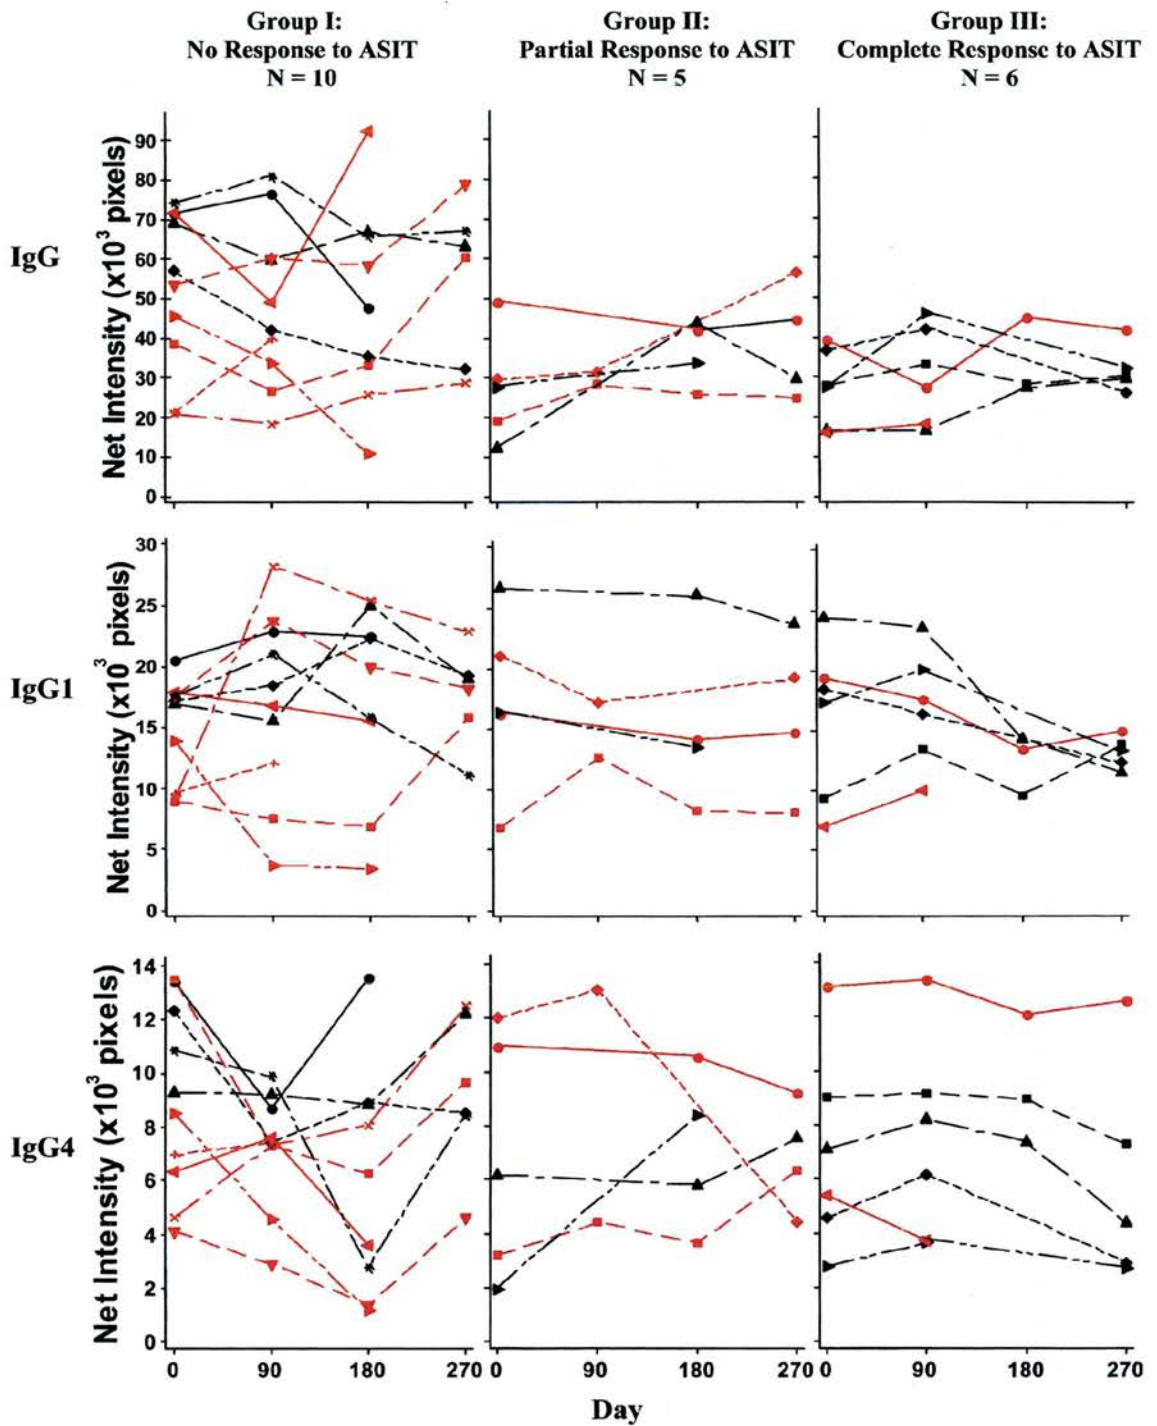 Group I:
No Response to ASIT
N = 10
Group II:
Partial Response to ASIT
N = 5
Group III:
Complete Response to ASIT
N = 6
IgG
Net Intensity (x10³ pixels)
90
80
70
60
50
40
30
20
10
0
IgG1
Net Intensity (x10³ pixels)
30
25
20
15
10
5
0
IgG4
Net Intensity (x10³ pixels)
14
12
10
8
6
4
2
0
0 90 180 270
0 90 180 270
0 90 180 270
Day